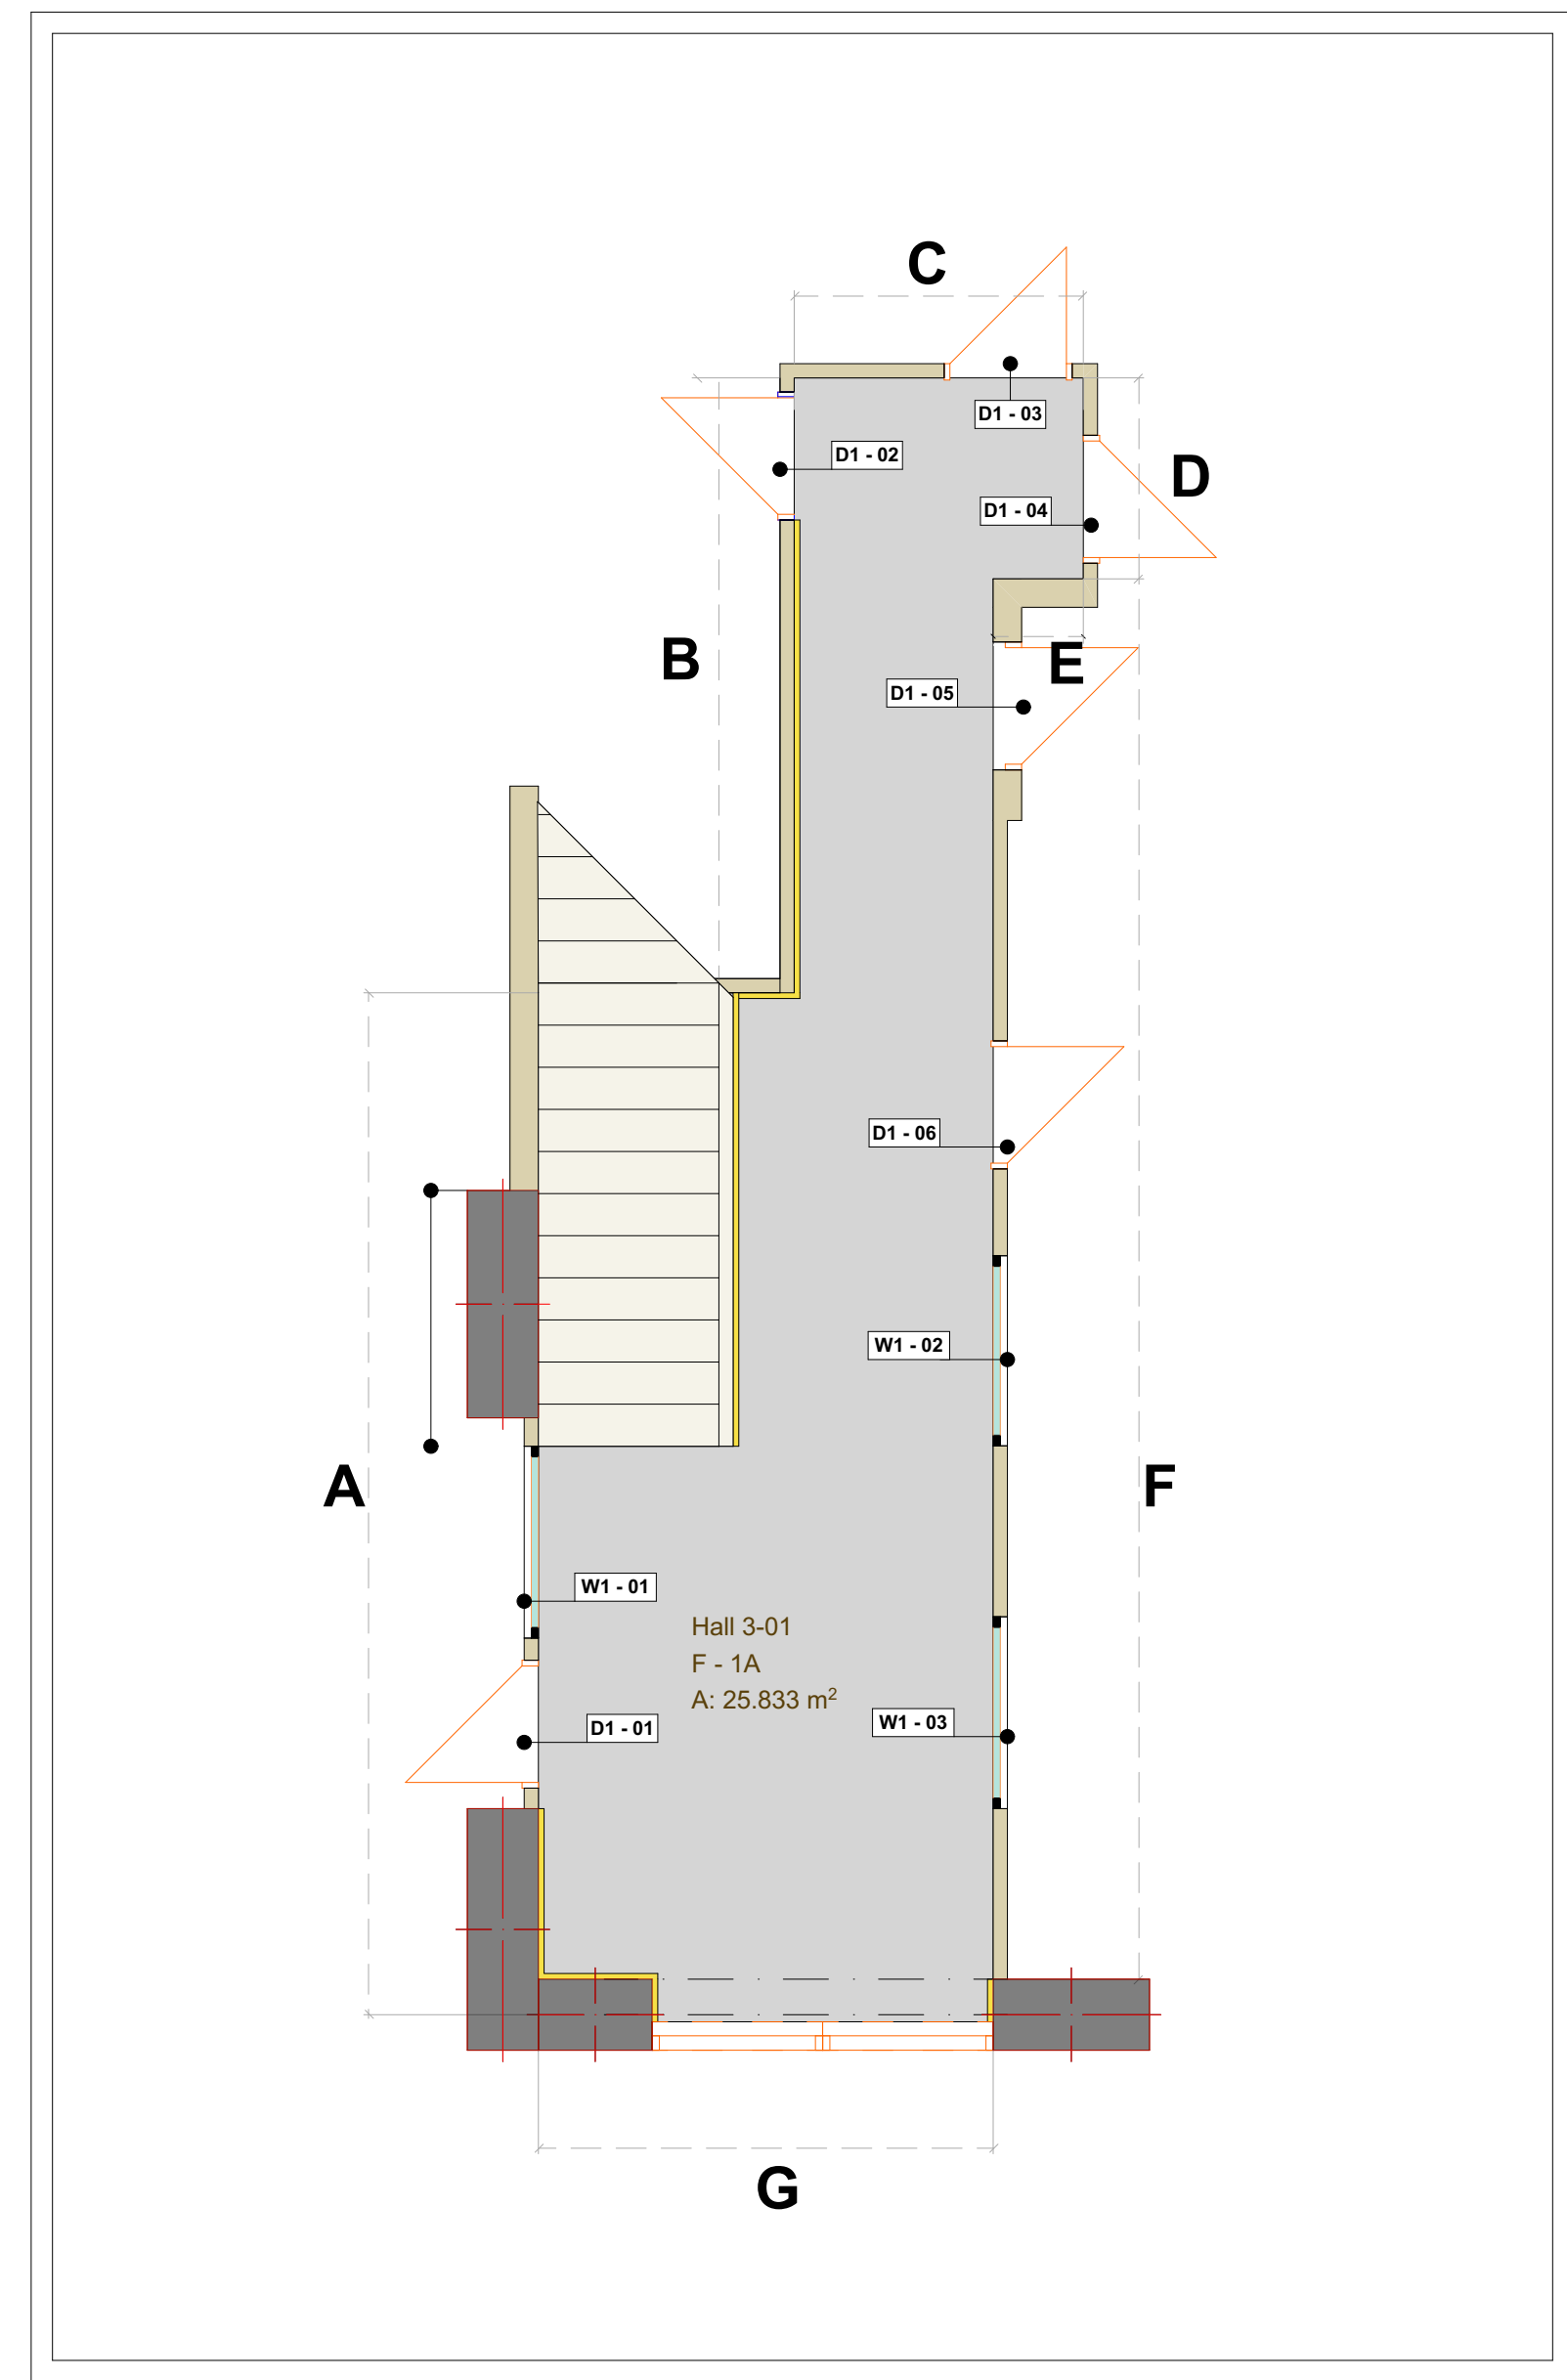 C
D1 - 03
D1 - 02
D
D1 - 04
B
E
D1 - 05
D1 - 06
W1 - 02
A
F
W1 - 01
Hall 3-01
F - 1A
A: 25.833 m²
W1 - 03
D1 - 01
G